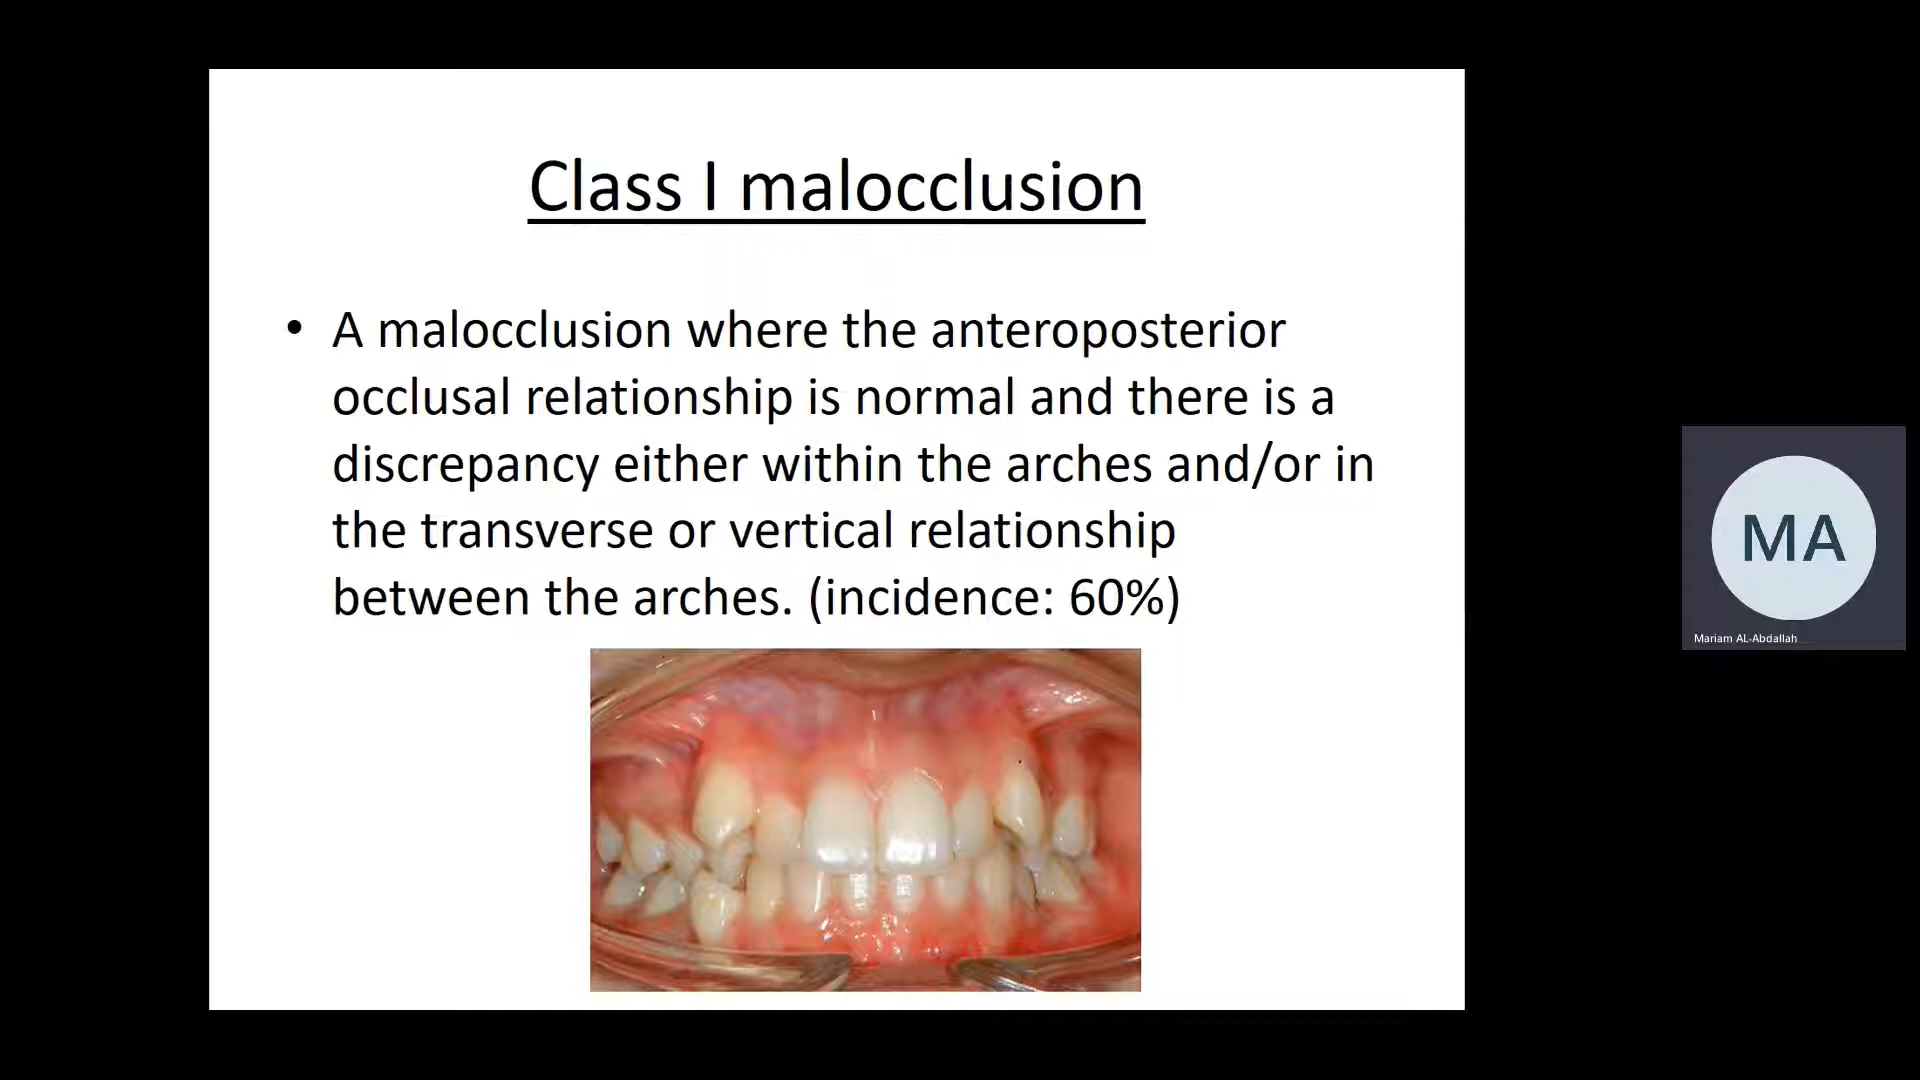 Class I malocclusion
• A malocclusion where the anteroposterior
occlusal relationship is normal and there is a
discrepancy either within the arches and/or in
the transverse or vertical relationship
between the arches. (incidence: 60%)
MA
Mariam AL-Abdallah